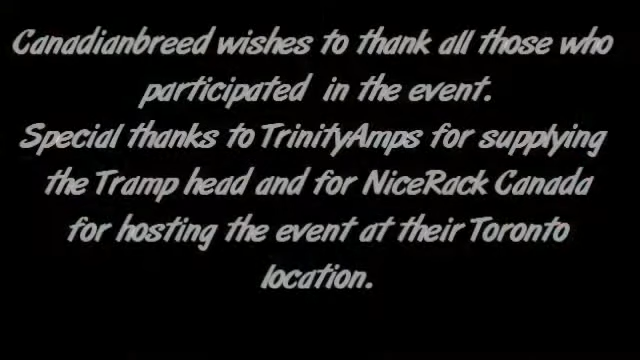 Canadianbreed wishes to thank all those who
participated in the event.
Special thanks to TrinityAmps for supplying
the Tramp head and for NiceRack Canada
for hosting the event at their Toronto
location.